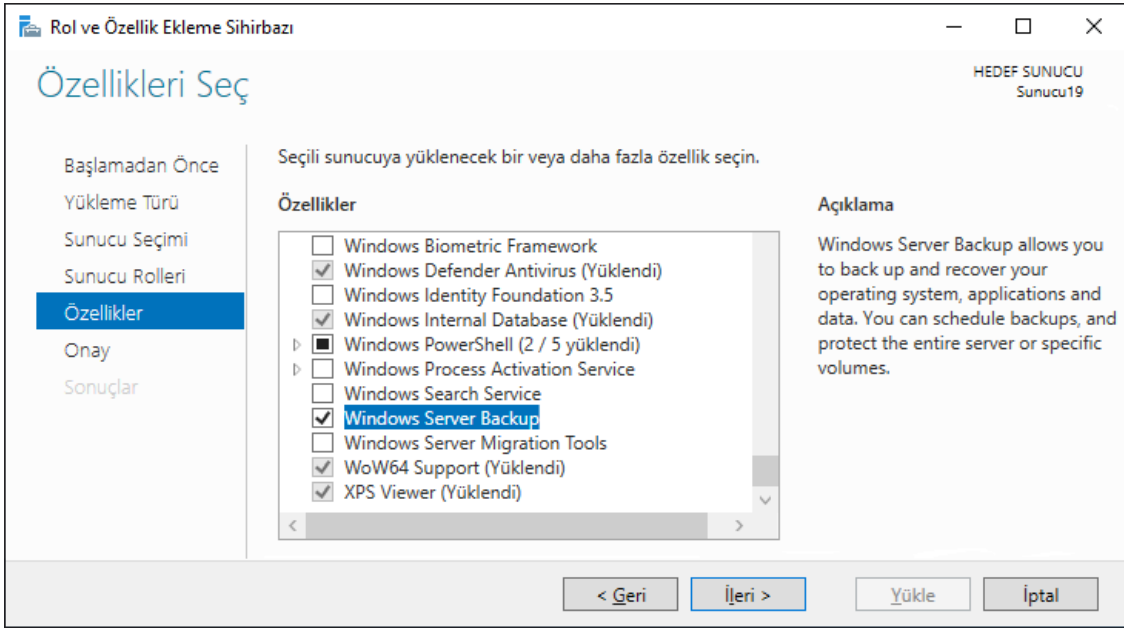 Rol ve Özellik Ekleme Sihirbazı
Özellikleri Seç
HEDEF SUNUCU
Sunucu19
Başlamadan Önce
Yükleme Türü
Sunucu Seçimi
Sunucu Rolleri
Özellikler
Onay
Sonuçlar
Seçili sunucuya yüklenecek bir veya daha fazla özellik seçin.
Özellikler
Windows Biometric Framework
Windows Defender Antivirus (Yüklendi)
Windows Identity Foundation 3.5
Windows Internal Database (Yüklendi)
Windows PowerShell (2 / 5 yüklendi)
Windows Process Activation Service
Windows Search Service
Windows Server Backup
Windows Server Migration Tools
WoW64 Support (Yüklendi)
XPS Viewer (Yüklendi)
Açıklama
Windows Server Backup allows you
to back up and recover your
operating system, applications and
data. You can schedule backups, and
protect the entire server or specific
volumes.
< Geri
İleri >
Yükle
İptal